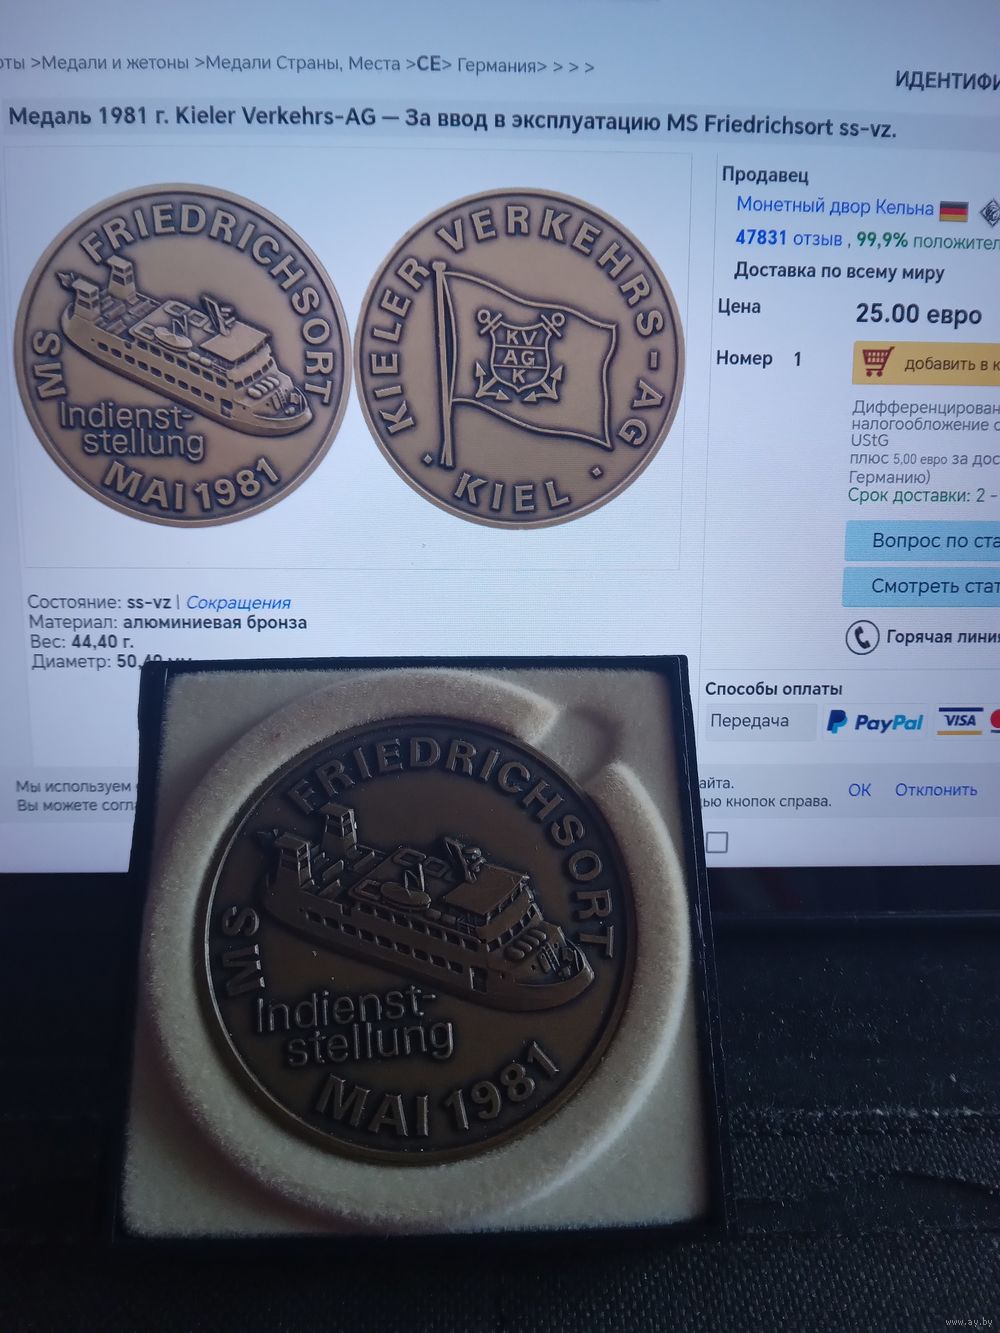 оты >Медали и жетоны >Медали Страны, Места >CE> Германия> > > >
ИДЕНТИФИ
Медаль 1981 г. Kieler Verkehrs-AG — За ввод в эксплуатацию MS Friedrichsort ss-vz.
MS FRIEDRICHSORT
Indienst-
stellung
MAI 1981
KIELER VERKEHRS-AG
KV
AG
K
· KIEL ·
Продавец
Монетный двор Кельна
47831 отзыв , 99,9% положител
Доставка по всему миру
Цена 25.00 евро
Номер 1 добавить в к
Дифференцирован
налогообложение с
UStG
плюс 5,00 евро за дос
Германию)
Срок доставки: 2 –
Вопрос по ста
Смотреть стат
Горячая линия
Способы оплаты
Передача PayPal VISA
Состояние: ss-vz | Сокращения
Материал: алюминиевая бронза
Вес: 44,40 г.
Диаметр: 50,40 мм
Мы используем
Вы можете согла
айта.
ью кнопок справа.
OK Отклонить
MS FRIEDRICHSORT
Indienst-
stellung
MAI 1981
www.ay.by